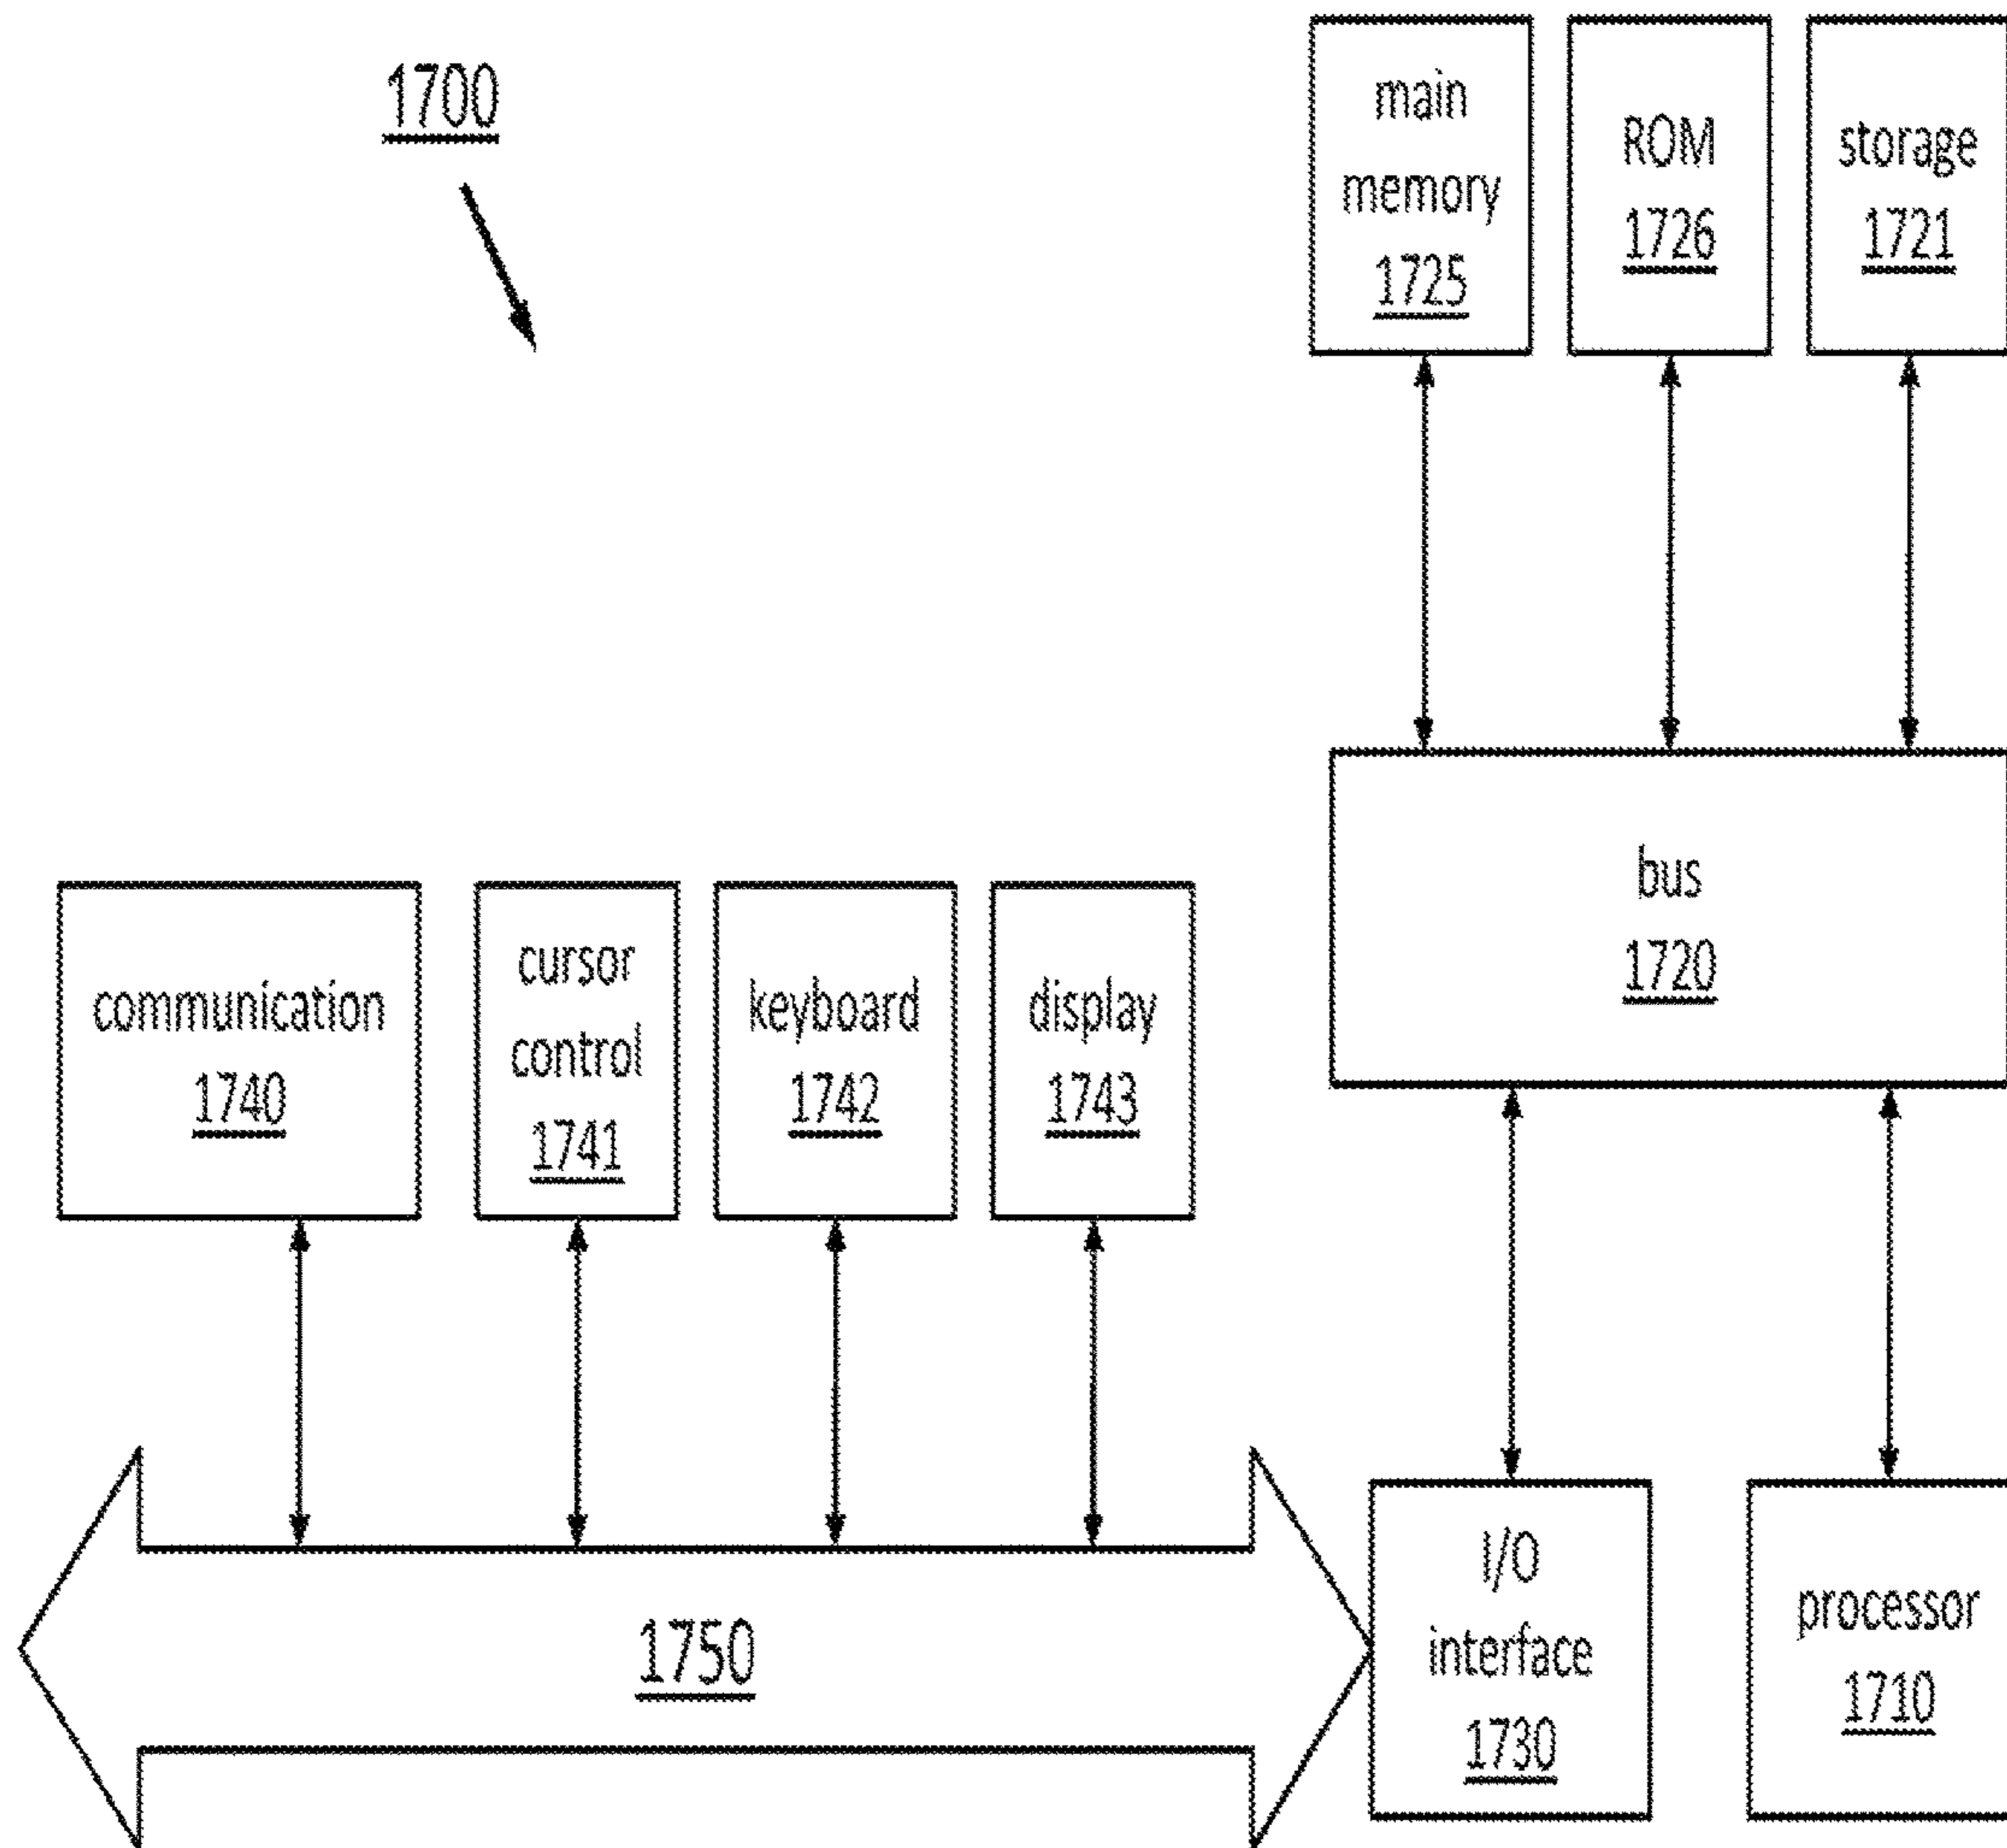 1700
main
memory
1725
ROM
1726
storage
1721
bus
1720
communication
1740
cursor
control
1741
keyboard
1742
display
1743
1750
I/O
interface
1730
processor
1710